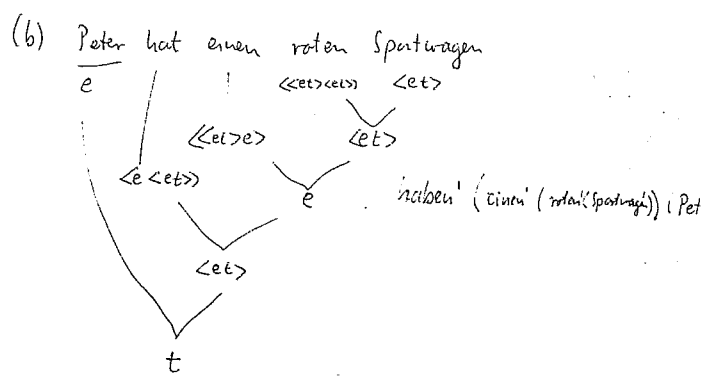 (b) Peter hat einen roten Sportwagen
e <<et><et>> <et>
<<et>e> <et>
<e<et>>
e haben' (einen' (roten' (Sportwagen')) , Pet
<et>
t